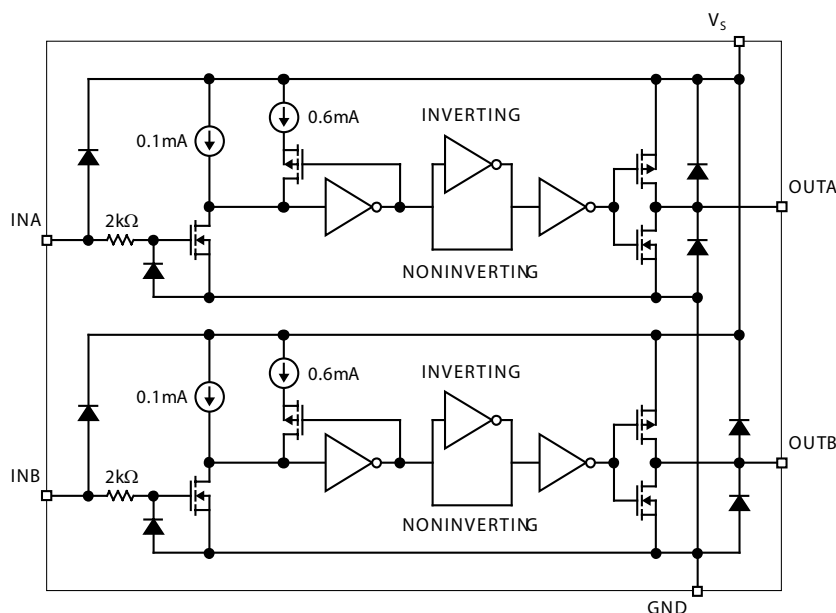 VS
0.1mA
0.6mA
INVERTING
OUTA
INA
2kΩ
NONINVERTING
0.1mA
0.6mA
INVERTING
OUTB
INB
2kΩ
NONINVERTING
GND